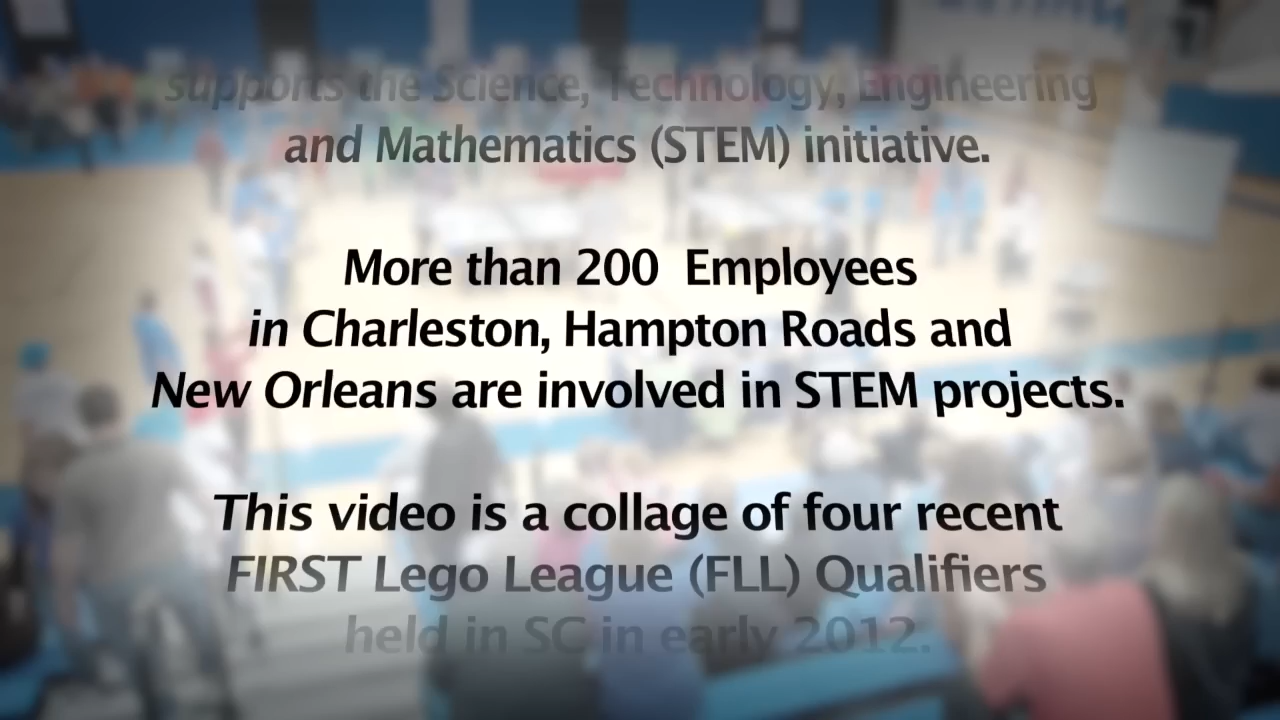 supports the Science, Technology, Engineering
and Mathematics (STEM) initiative.
More than 200  Employees
in Charleston, Hampton Roads and
New Orleans are involved in STEM projects.
This video is a collage of four recent
FIRST Lego League (FLL) Qualifiers
held in SC in early 2012.